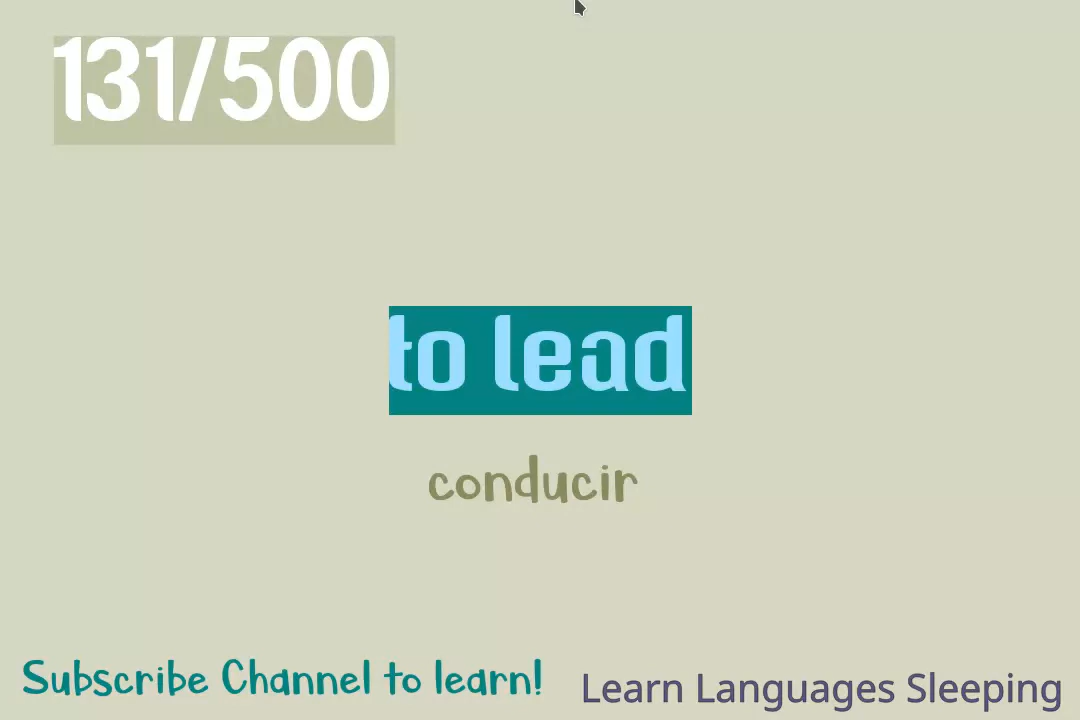 131/500
to lead
conducir
Subscribe Channel to learn!
Learn Languages Sleeping